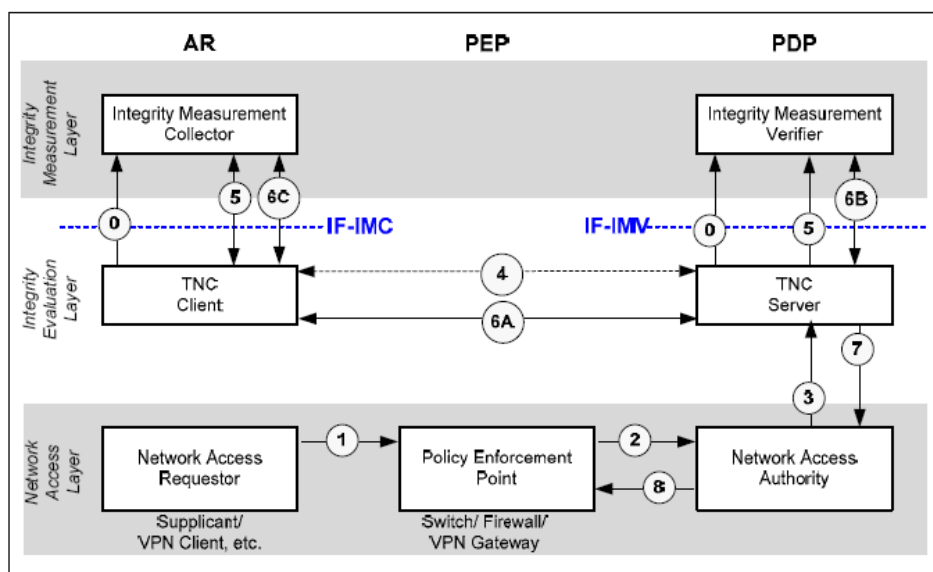 AR
PEP
PDP
Integrity
Measurement
Layer
Integrity Measurement
Collector
Integrity Measurement
Verifier
0
5
6C
0
5
6B
IF-IMC
IF-IMV
Integrity
Evaluation
Layer
TNC
Client
4
6A
TNC
Server
3
7
Network
Access
Layer
Network Access
Requestor
1
Policy Enforcement
Point
2
8
Network Access
Authority
Supplicant/
VPN Client, etc.
Switch/ Firewall/
VPN Gateway